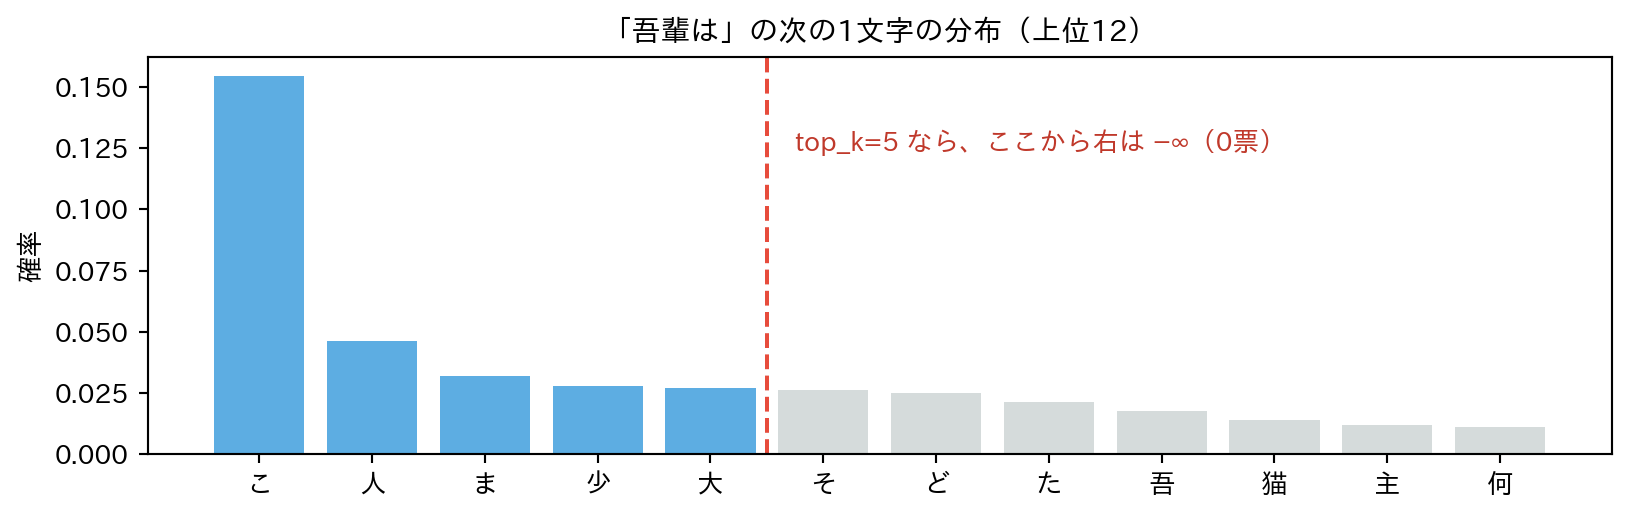 「吾輩は」の次の1文字の分布（上位12）
確率
0.150
0.125
0.100
0.075
0.050
0.025
0.000
top_k=5 なら、ここから右は −∞（0票）
こ 人 ま 少 大 そ ど た 吾 猫 主 何